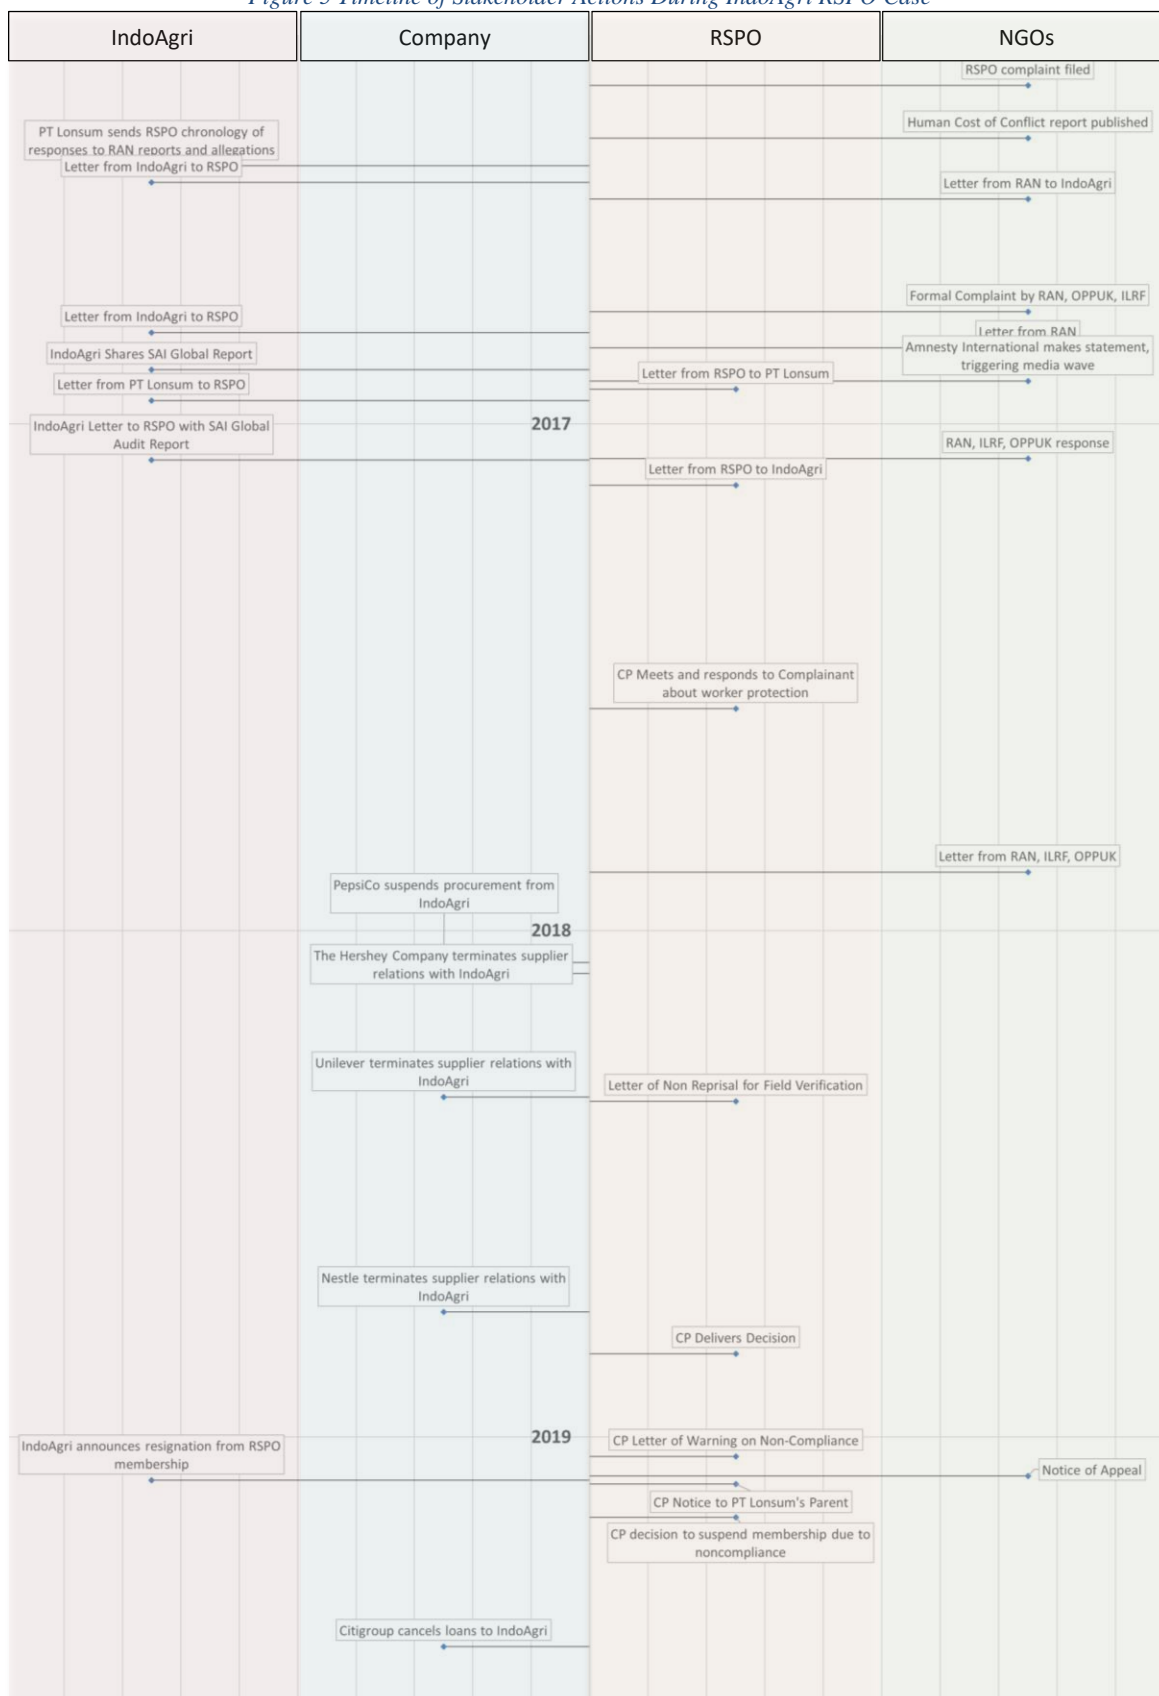 Figure 5 Timeline of Stakeholder Actions During IndoAgri RSPO Case
IndoAgri
Company
RSPO
NGOs
RSPO complaint filed
Human Cost of Conflict report published
PT Lonsum sends RSPO chronology of
responses to RAN reports and allegations
Letter from IndoAgri to RSPO
Letter from RAN to IndoAgri
Formal Complaint by RAN, OPPUK, ILRF
Letter from IndoAgri to RSPO
Letter from RAN
Amnesty International makes statement,
triggering media wave
IndoAgri Shares SAI Global Report
Letter from RSPO to PT Lonsum
Letter from PT Lonsum to RSPO
2017
IndoAgri Letter to RSPO with SAI Global
Audit Report
RAN, ILRF, OPPUK response
Letter from RSPO to IndoAgri
CP Meets and responds to Complainant
about worker protection
Letter from RAN, ILRF, OPPUK
PepsiCo suspends procurement from
IndoAgri
2018
The Hershey Company terminates supplier
relations with IndoAgri
Unilever terminates supplier relations with
IndoAgri
Letter of Non Reprisal for Field Verification
Nestle terminates supplier relations with
IndoAgri
CP Delivers Decision
2019
IndoAgri announces resignation from RSPO
membership
CP Letter of Warning on Non-Compliance
Notice of Appeal
CP Notice to PT Lonsum's Parent
CP decision to suspend membership due to
noncompliance
Citigroup cancels loans to IndoAgri